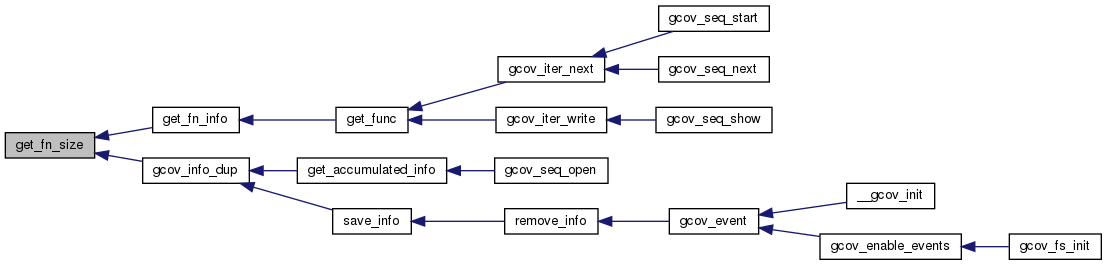 gcov_seq_start
gcov_iter_next
gcov_seq_next
get_fn_info
get_func
gcov_iter_write
gcov_seq_show
get_fn_size
gcov_info_dup
get_accumulated_info
gcov_seq_open
__gcov_init
save_info
remove_info
gcov_event
gcov_enable_events
gcov_fs_init